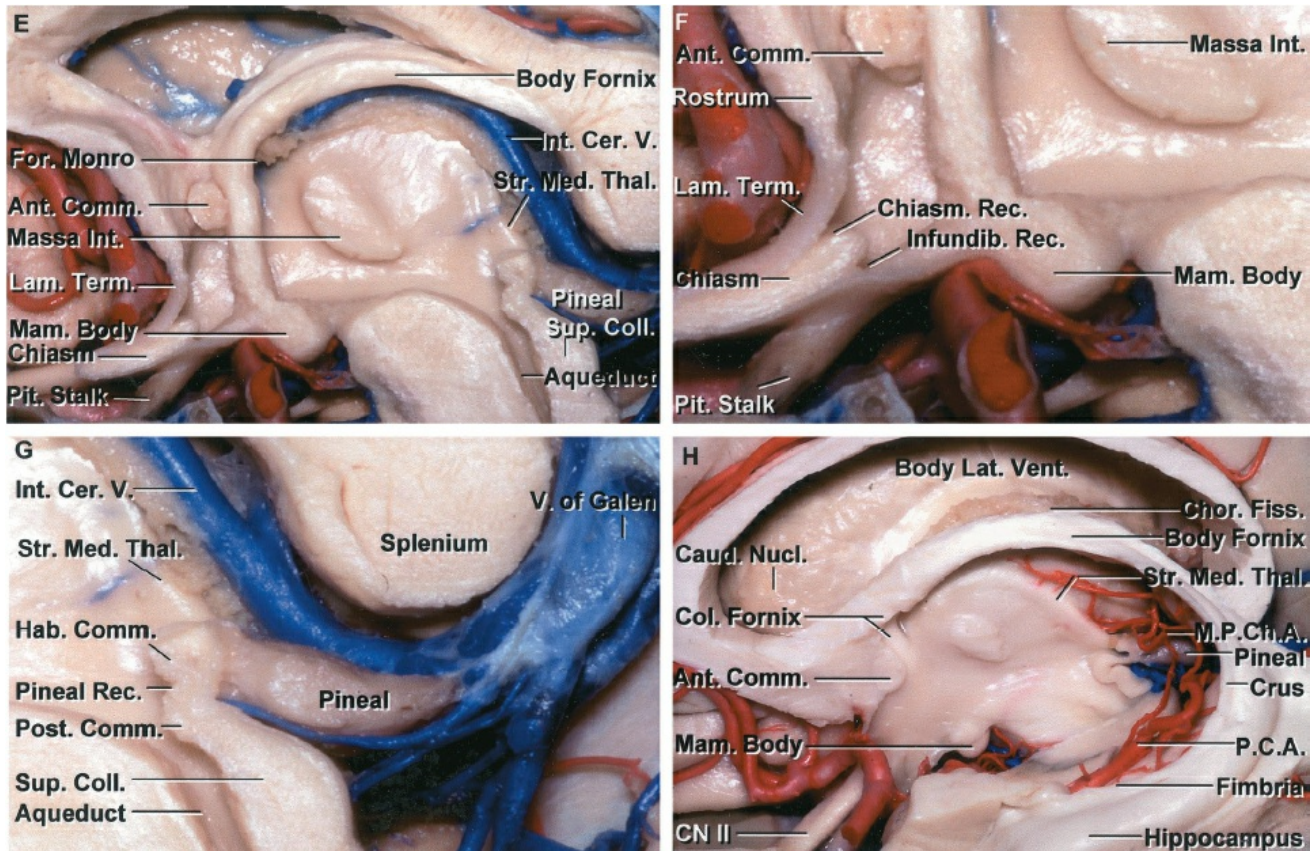 E
Body Fornix
Int. Cer. V.
For. Monro
Str. Med. Thal.
Ant. Comm.
Massa Int.
Lam. Term.
Pineal
Mam. Body
Sup. Coll.
Chiasm
Aqueduct
Pit. Stalk
F
Ant. Comm.
Massa Int.
Rostrum
Lam. Term.
Chiasm. Rec.
Infundib. Rec.
Chiasm
Mam. Body
Pit. Stalk
G
Int. Cer. V.
V. of Galen
Splenium
Str. Med. Thal.
Hab. Comm.
Pineal Rec.
Pineal
Post. Comm.
Sup. Coll.
Aqueduct
H
Body Lat. Vent.
Chor. Fiss.
Body Fornix
Caud. Nucl.
Str. Med. Thal.
Col. Fornix
M.P.Ch.A.
Pineal
Ant. Comm.
Crus
Mam. Body
P.C.A.
Fimbria
CN II
Hippocampus